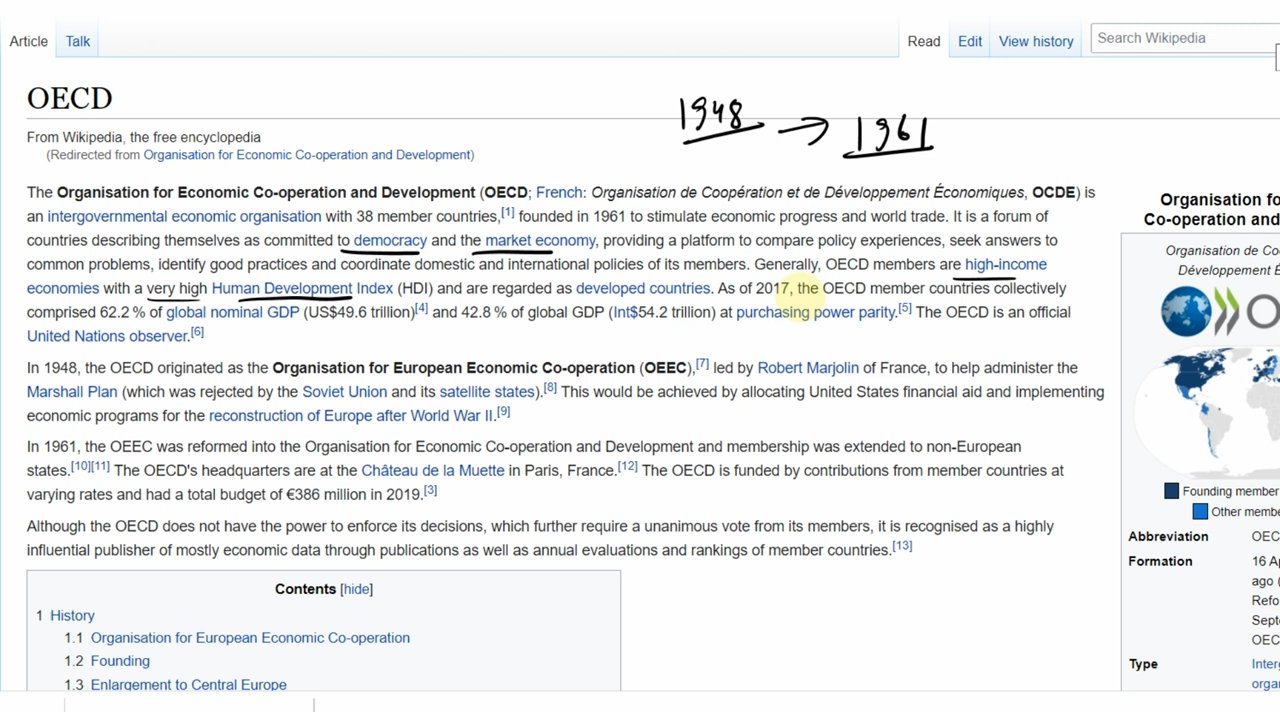 Article Talk Read Edit View history Search Wikipedia
OECD
1948 → 1961
From Wikipedia, the free encyclopedia
(Redirected from Organisation for Economic Co-operation and Development)
The Organisation for Economic Co-operation and Development (OECD; French: Organisation de Coopération et de Développement Économiques, OCDE) is
an intergovernmental economic organisation with 38 member countries,[1] founded in 1961 to stimulate economic progress and world trade. It is a forum of
countries describing themselves as committed to democracy and the market economy, providing a platform to compare policy experiences, seek answers to
common problems, identify good practices and coordinate domestic and international policies of its members. Generally, OECD members are high-income
economies with a very high Human Development Index (HDI) and are regarded as developed countries. As of 2017, the OECD member countries collectively
comprised 62.2 % of global nominal GDP (US$49.6 trillion)[4] and 42.8 % of global GDP (Int$54.2 trillion) at purchasing power parity.[5] The OECD is an official
United Nations observer.[6]
In 1948, the OECD originated as the Organisation for European Economic Co-operation (OEEC),[7] led by Robert Marjolin of France, to help administer the
Marshall Plan (which was rejected by the Soviet Union and its satellite states).[8] This would be achieved by allocating United States financial aid and implementing
economic programs for the reconstruction of Europe after World War II.[9]
In 1961, the OEEC was reformed into the Organisation for Economic Co-operation and Development and membership was extended to non-European
states.[10][11] The OECD's headquarters are at the Château de la Muette in Paris, France.[12] The OECD is funded by contributions from member countries at
varying rates and had a total budget of €386 million in 2019.[3]
Although the OECD does not have the power to enforce its decisions, which further require a unanimous vote from its members, it is recognised as a highly
influential publisher of mostly economic data through publications as well as annual evaluations and rankings of member countries.[13]
Contents [hide]
1 History
1.1 Organisation for European Economic Co-operation
1.2 Founding
1.3 Enlargement to Central Europe
Organisation fo
Co-operation and
Organisation de Co
Développement É
Founding member
Other membe
Abbreviation OEC
Formation 16 Ap
ago (
Refo
Sept
OEC
Type Inter
organ